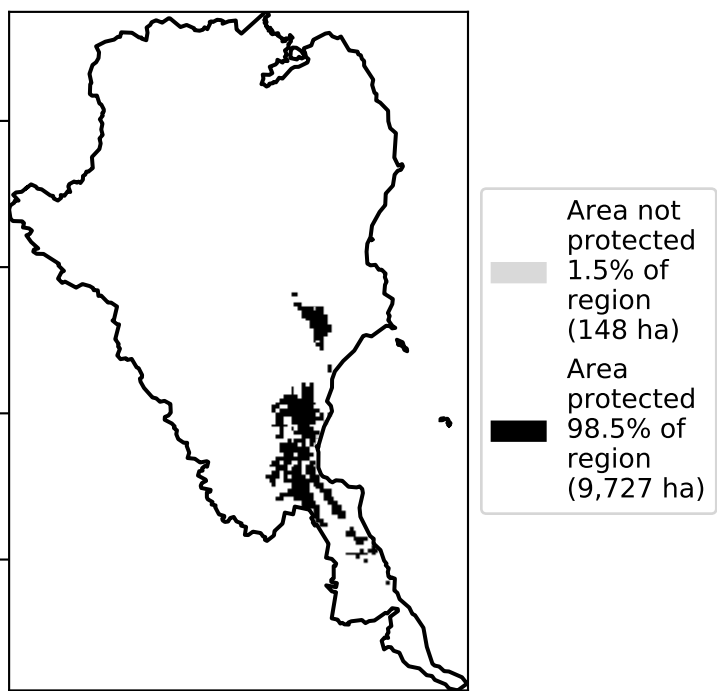 Area not
protected
1.5% of
region
(148 ha)
Area
protected
98.5% of
region
(9,727 ha)